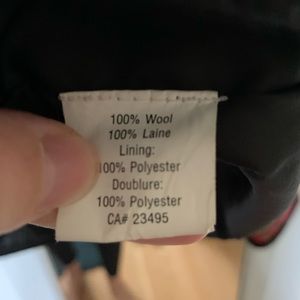 100% Wool
100% Laine
Lining:
100% Polyester
Doublure:
100% Polyester
CA# 23495